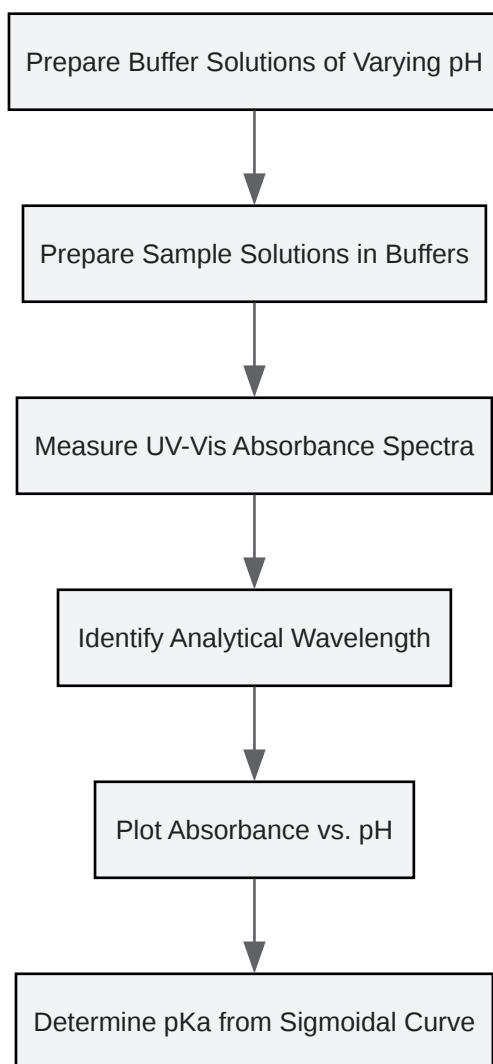 Prepare Buffer Solutions of Varying pH
Prepare Sample Solutions in Buffers
Measure UV-Vis Absorbance Spectra
Identify Analytical Wavelength
Plot Absorbance vs. pH
Determine pKa from Sigmoidal Curve